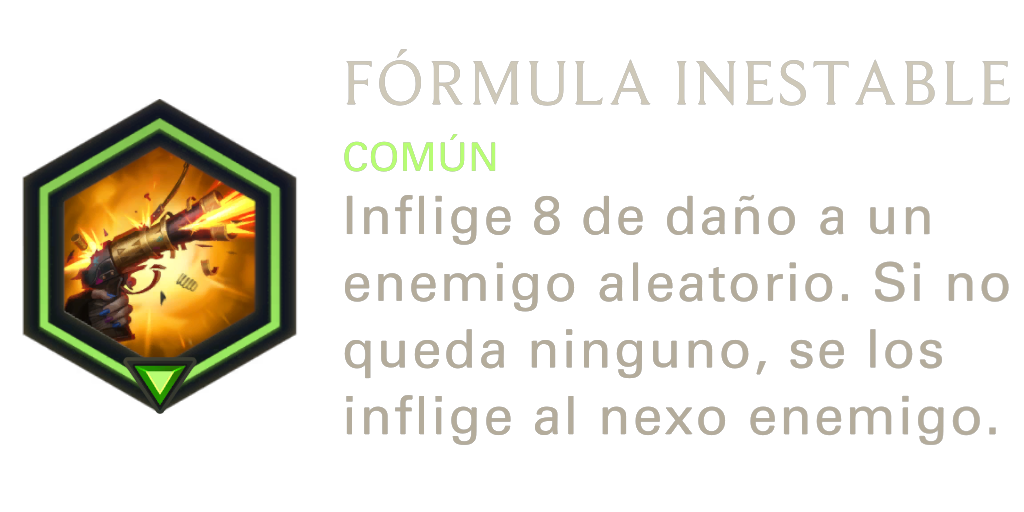 FÓRMULA INESTABLE
COMÚN
Inflige 8 de daño a un
enemigo aleatorio. Si no
queda ninguno, se los
inflige al nexo enemigo.